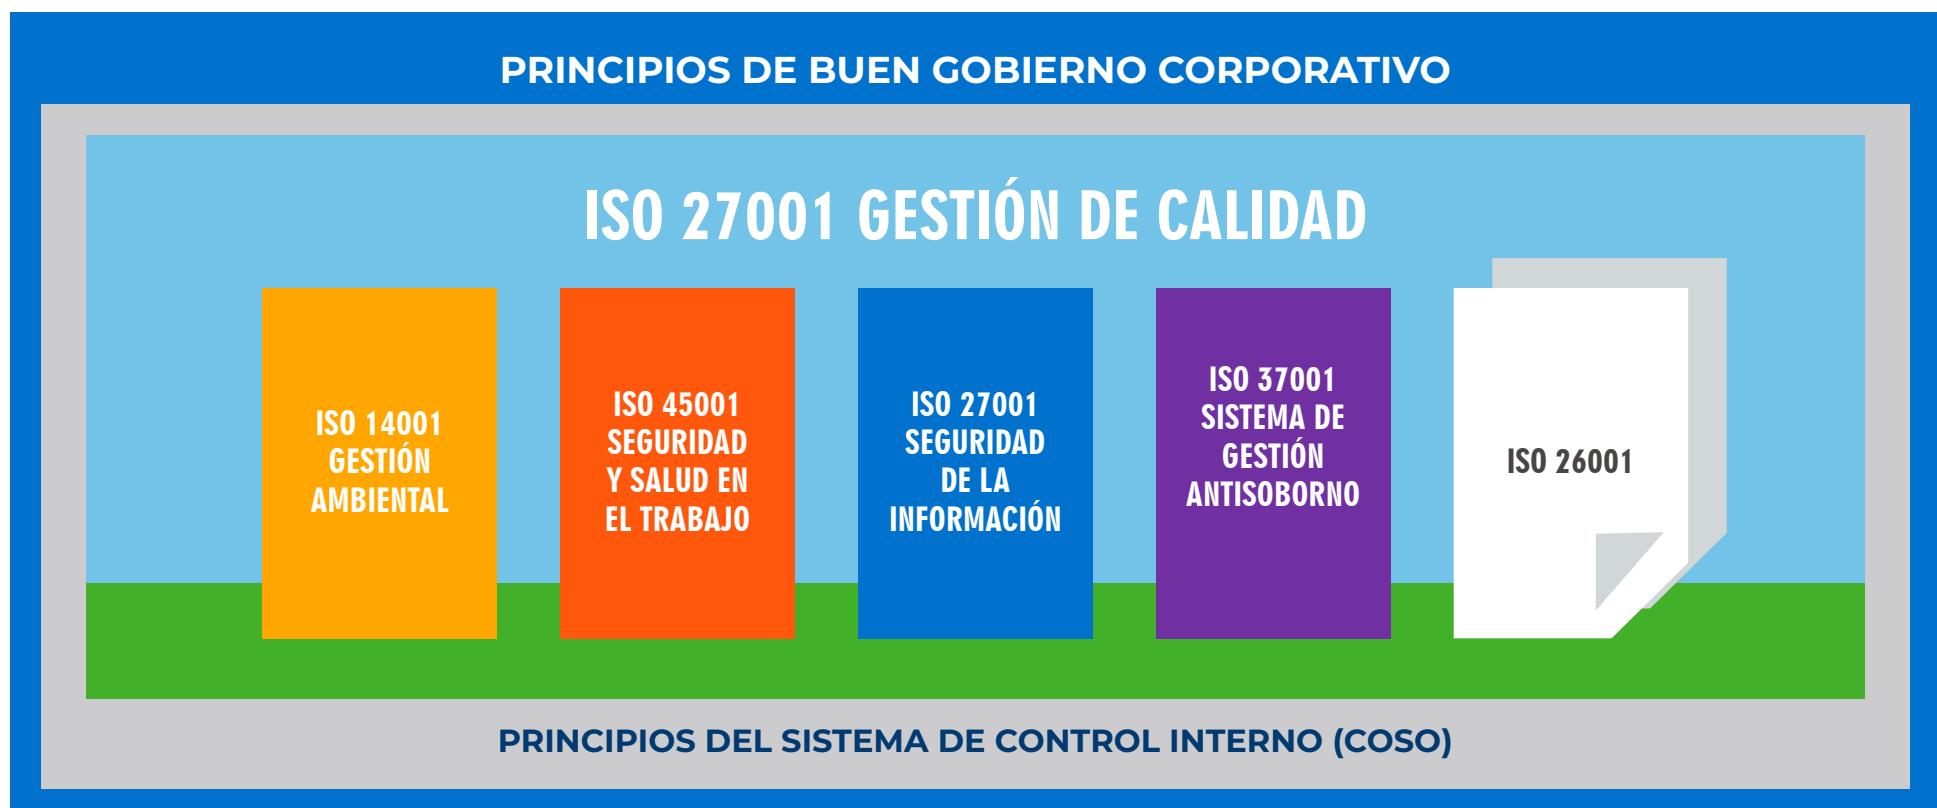 PRINCIPIOS DE BUEN GOBIERNO CORPORATIVO
ISO 27001 GESTIÓN DE CALIDAD
ISO 14001
GESTIÓN
AMBIENTAL
ISO 45001
SEGURIDAD
Y SALUD EN
EL TRABAJO
ISO 27001
SEGURIDAD
DE LA
INFORMACIÓN
ISO 37001
SISTEMA DE
GESTIÓN
ANTISOBORNO
ISO 26001
PRINCIPIOS DEL SISTEMA DE CONTROL INTERNO (COSO)